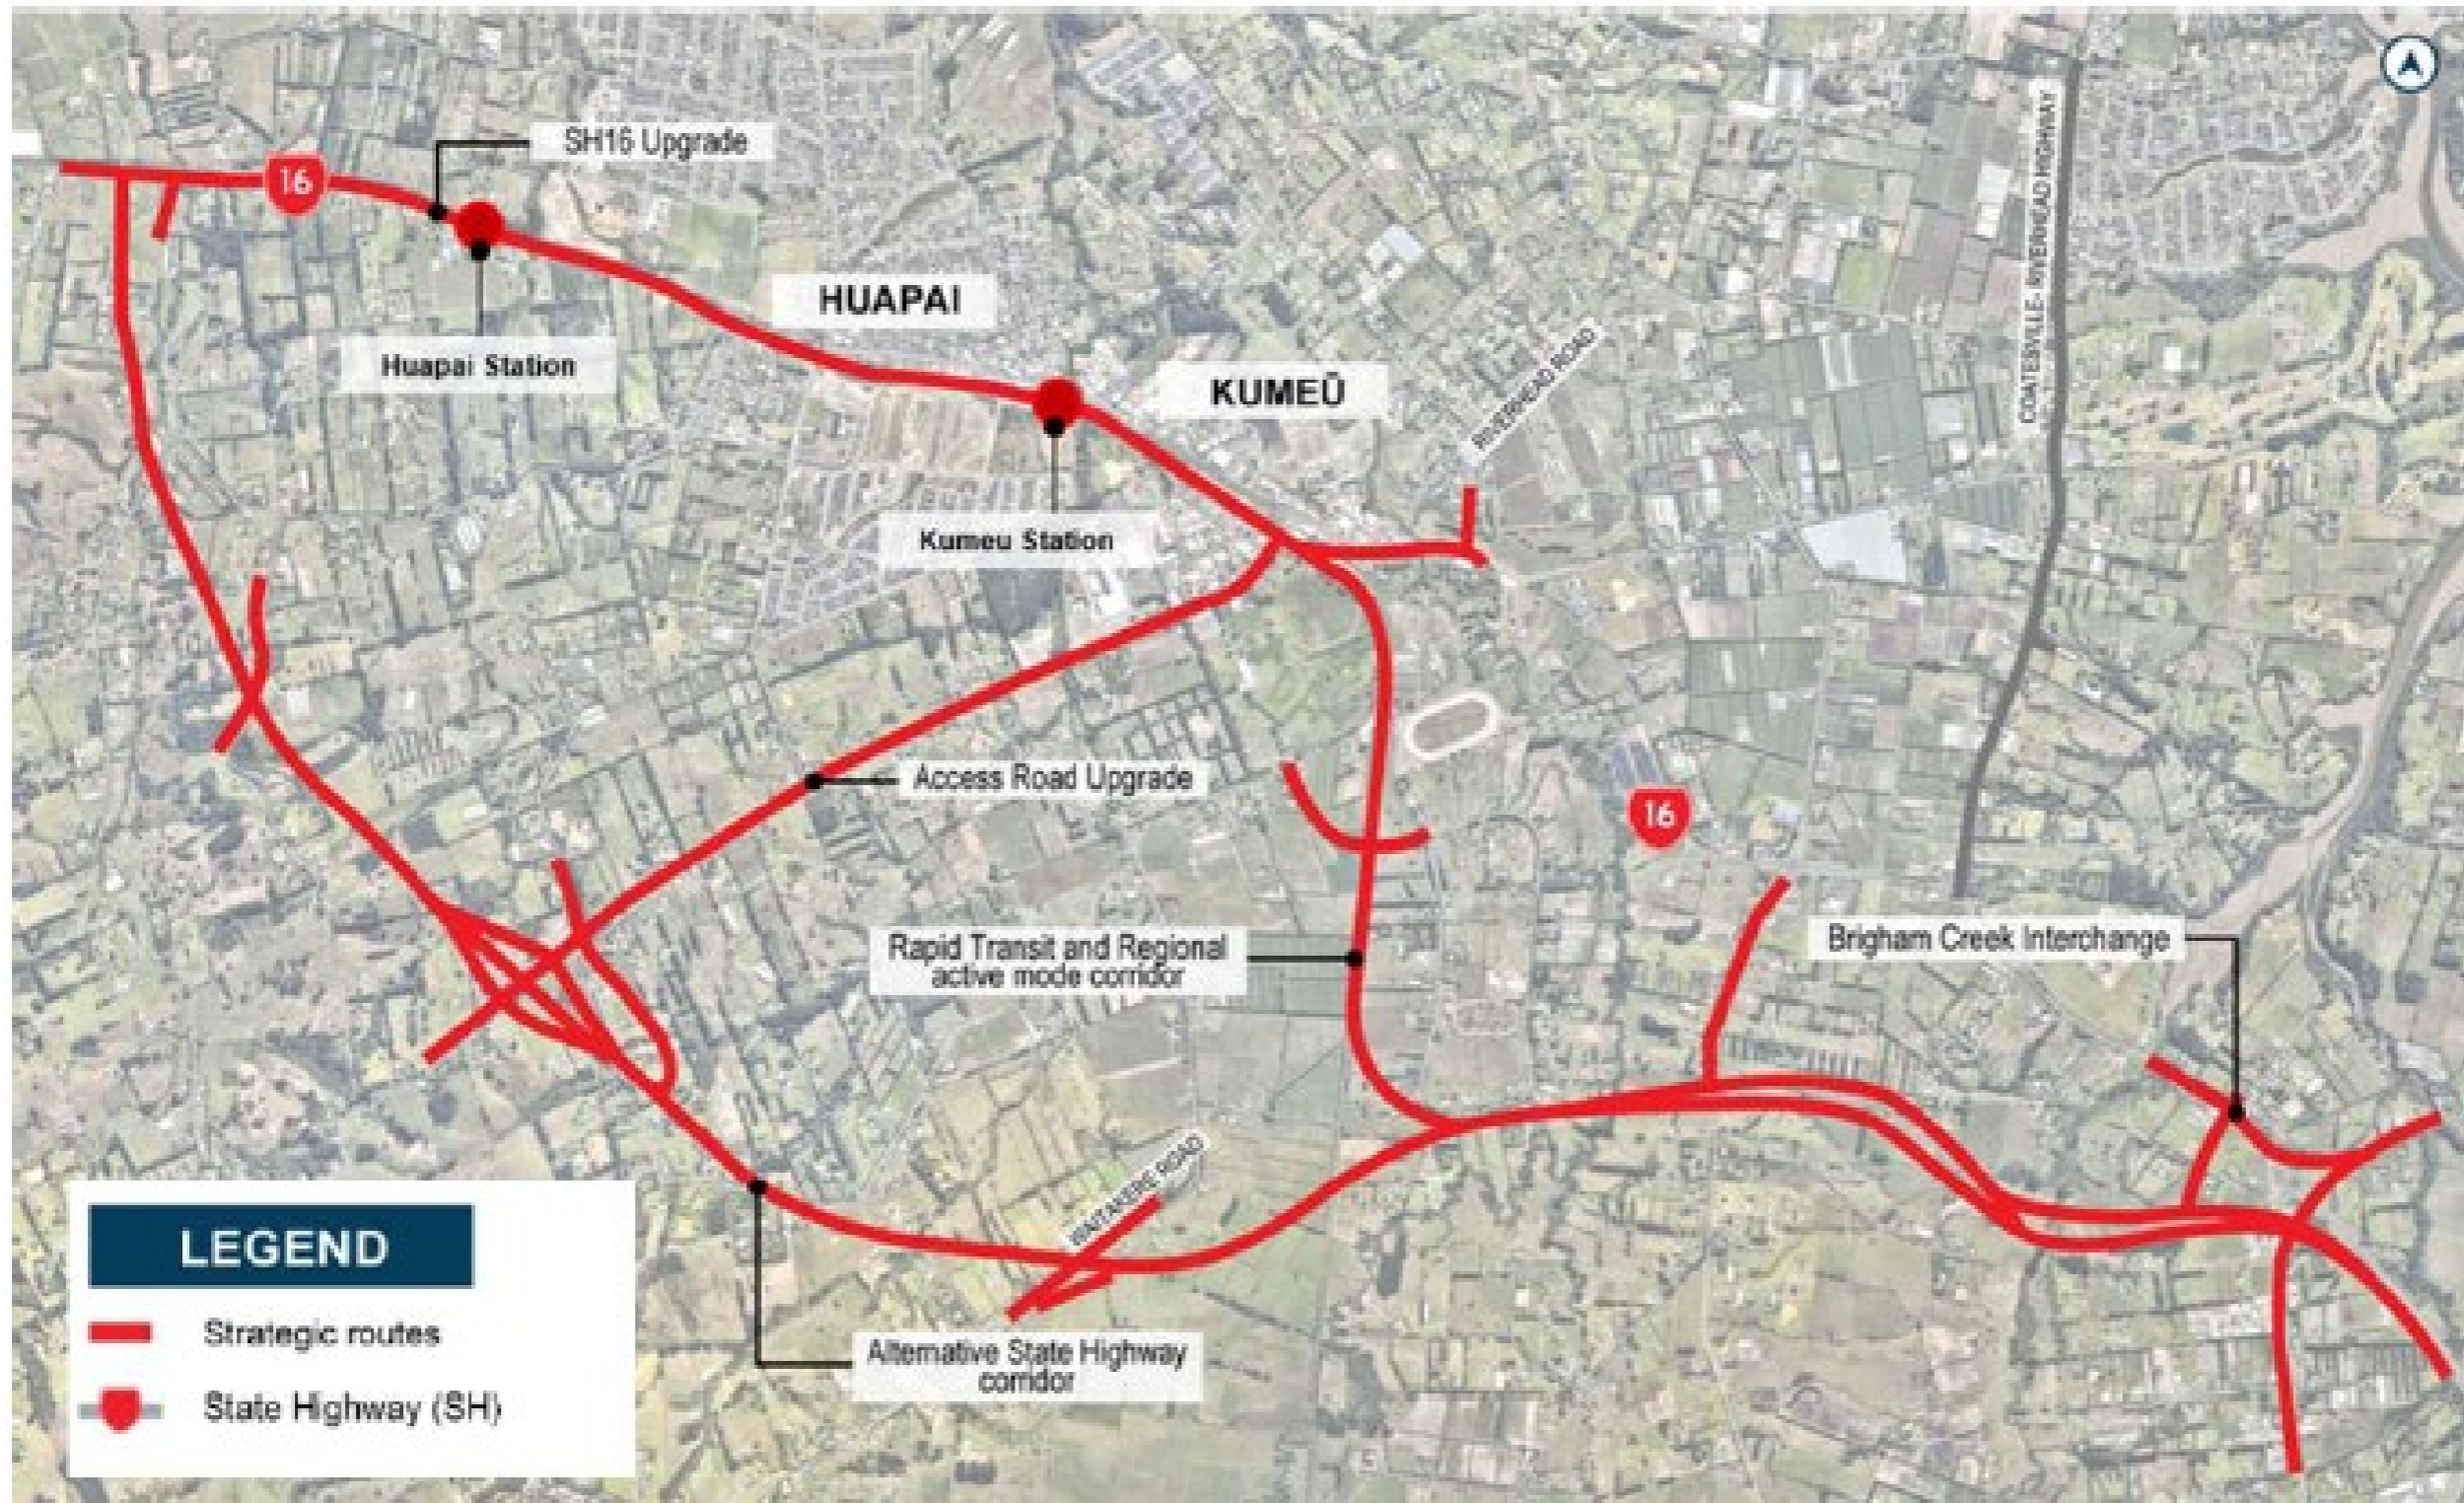 SH16 Upgrade
16
COATESVILLE- RIVERHEAD HIGHWAY
HUAPAI
Huapai Station
KUMEŪ
RIVERHEAD ROAD
Kumeu Station
Access Road Upgrade
16
Rapid Transit and Regional
active mode corridor
Brigham Creek Interchange
WAITAKERE ROAD
Alternative State Highway
corridor
LEGEND
Strategic routes
State Highway (SH)